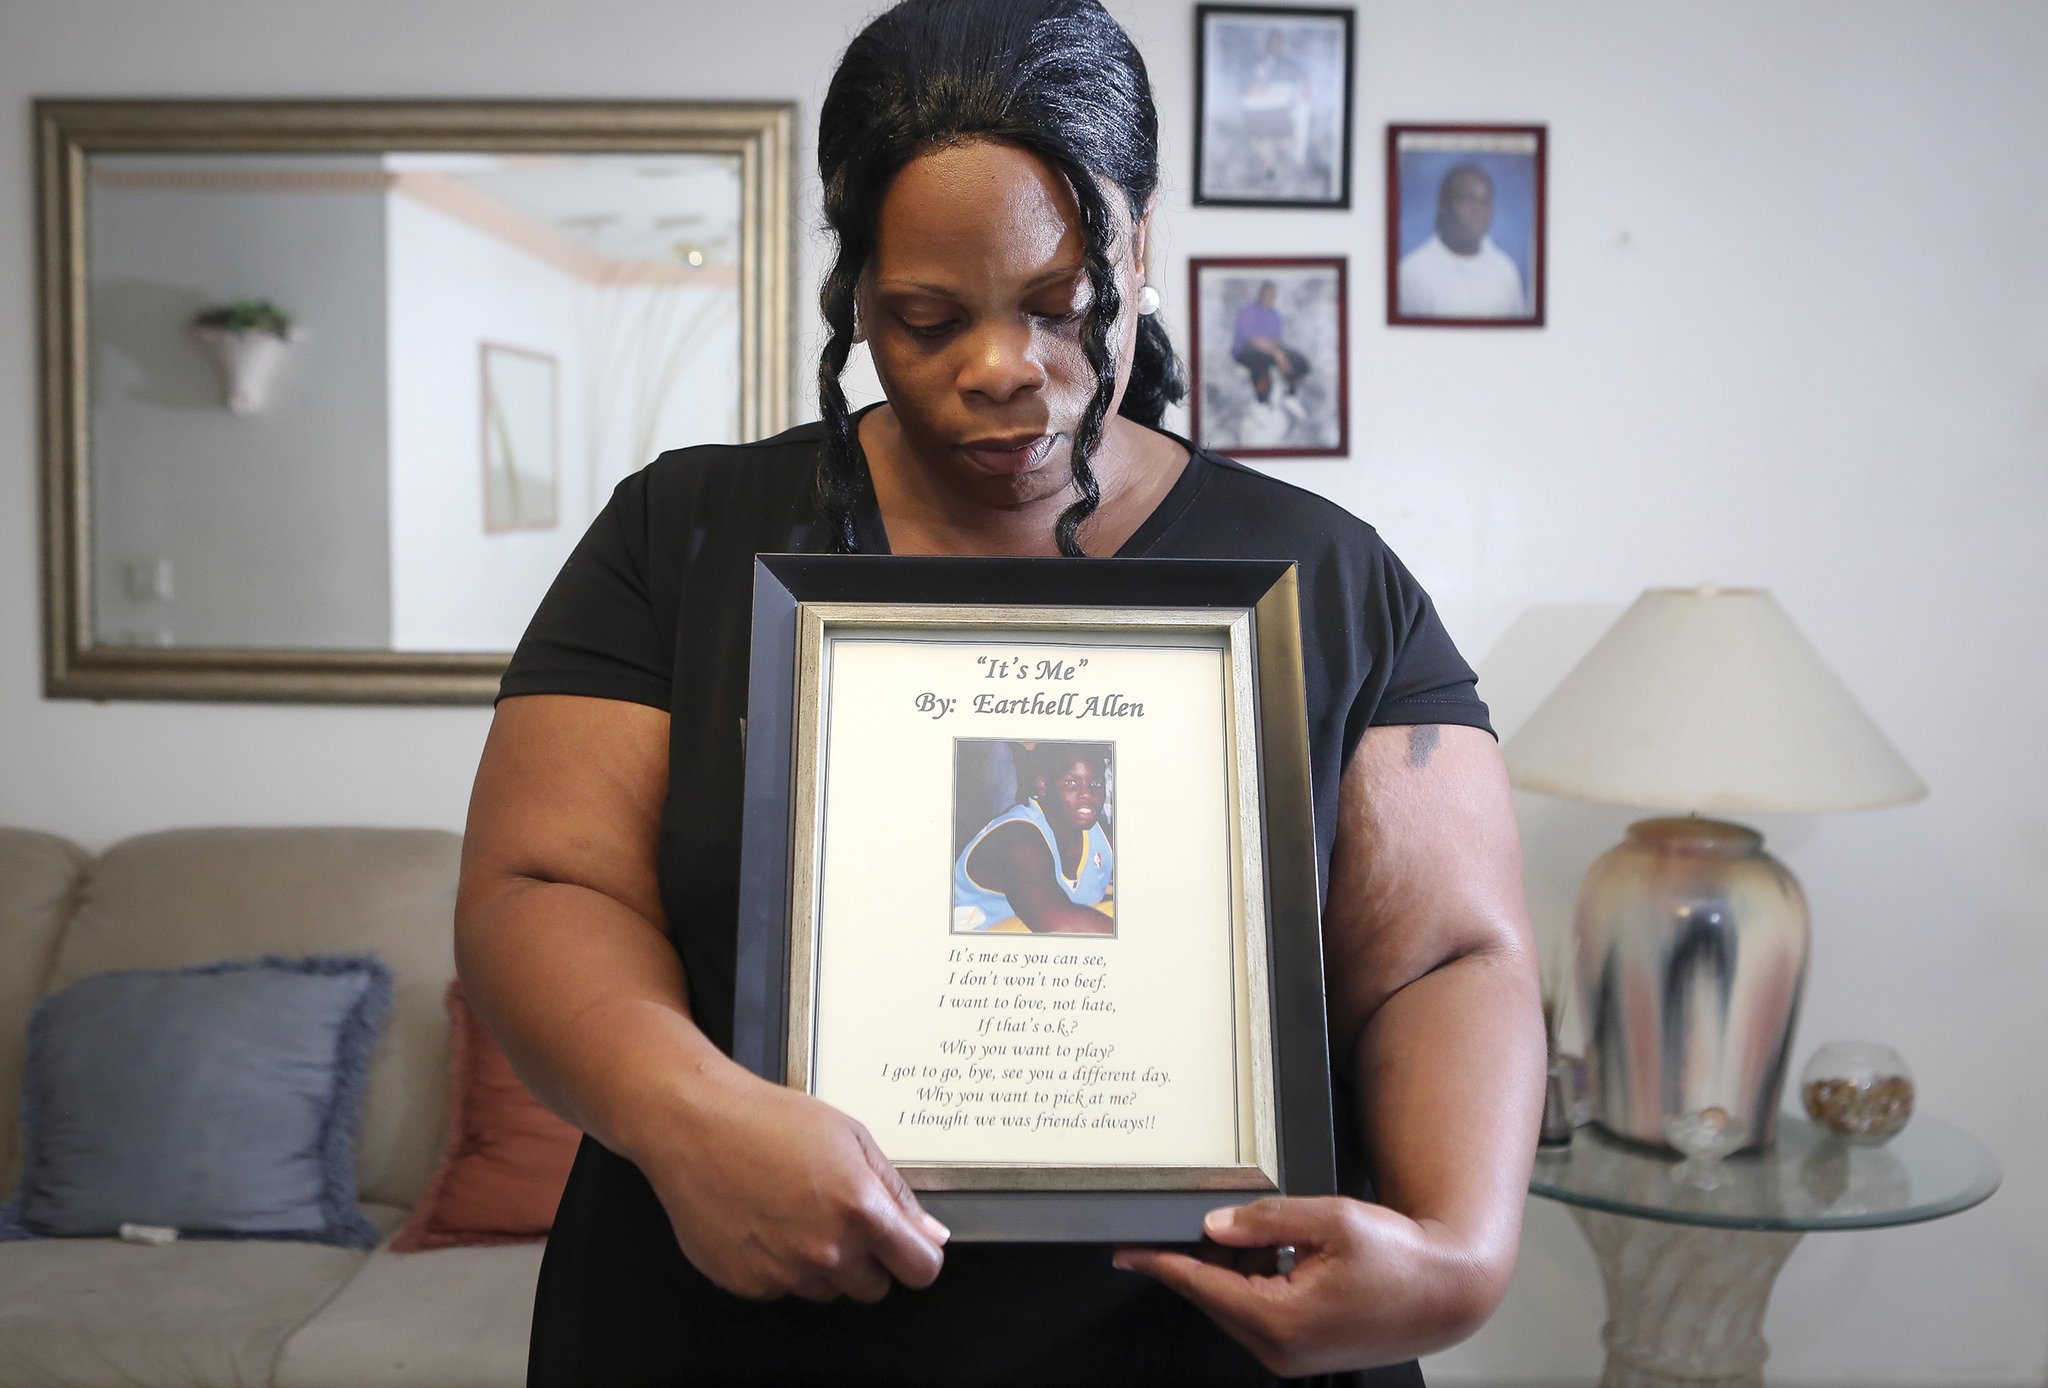 “It’s Me”
By: Earthell Allen
It’s me as you can see,
I don’t won’t no beef.
I want to love, not hate,
If that’s o.k.?
Why you want to play?
I got to go, bye, see you a different day.
Why you want to pick at me?
I thought we was friends always!!